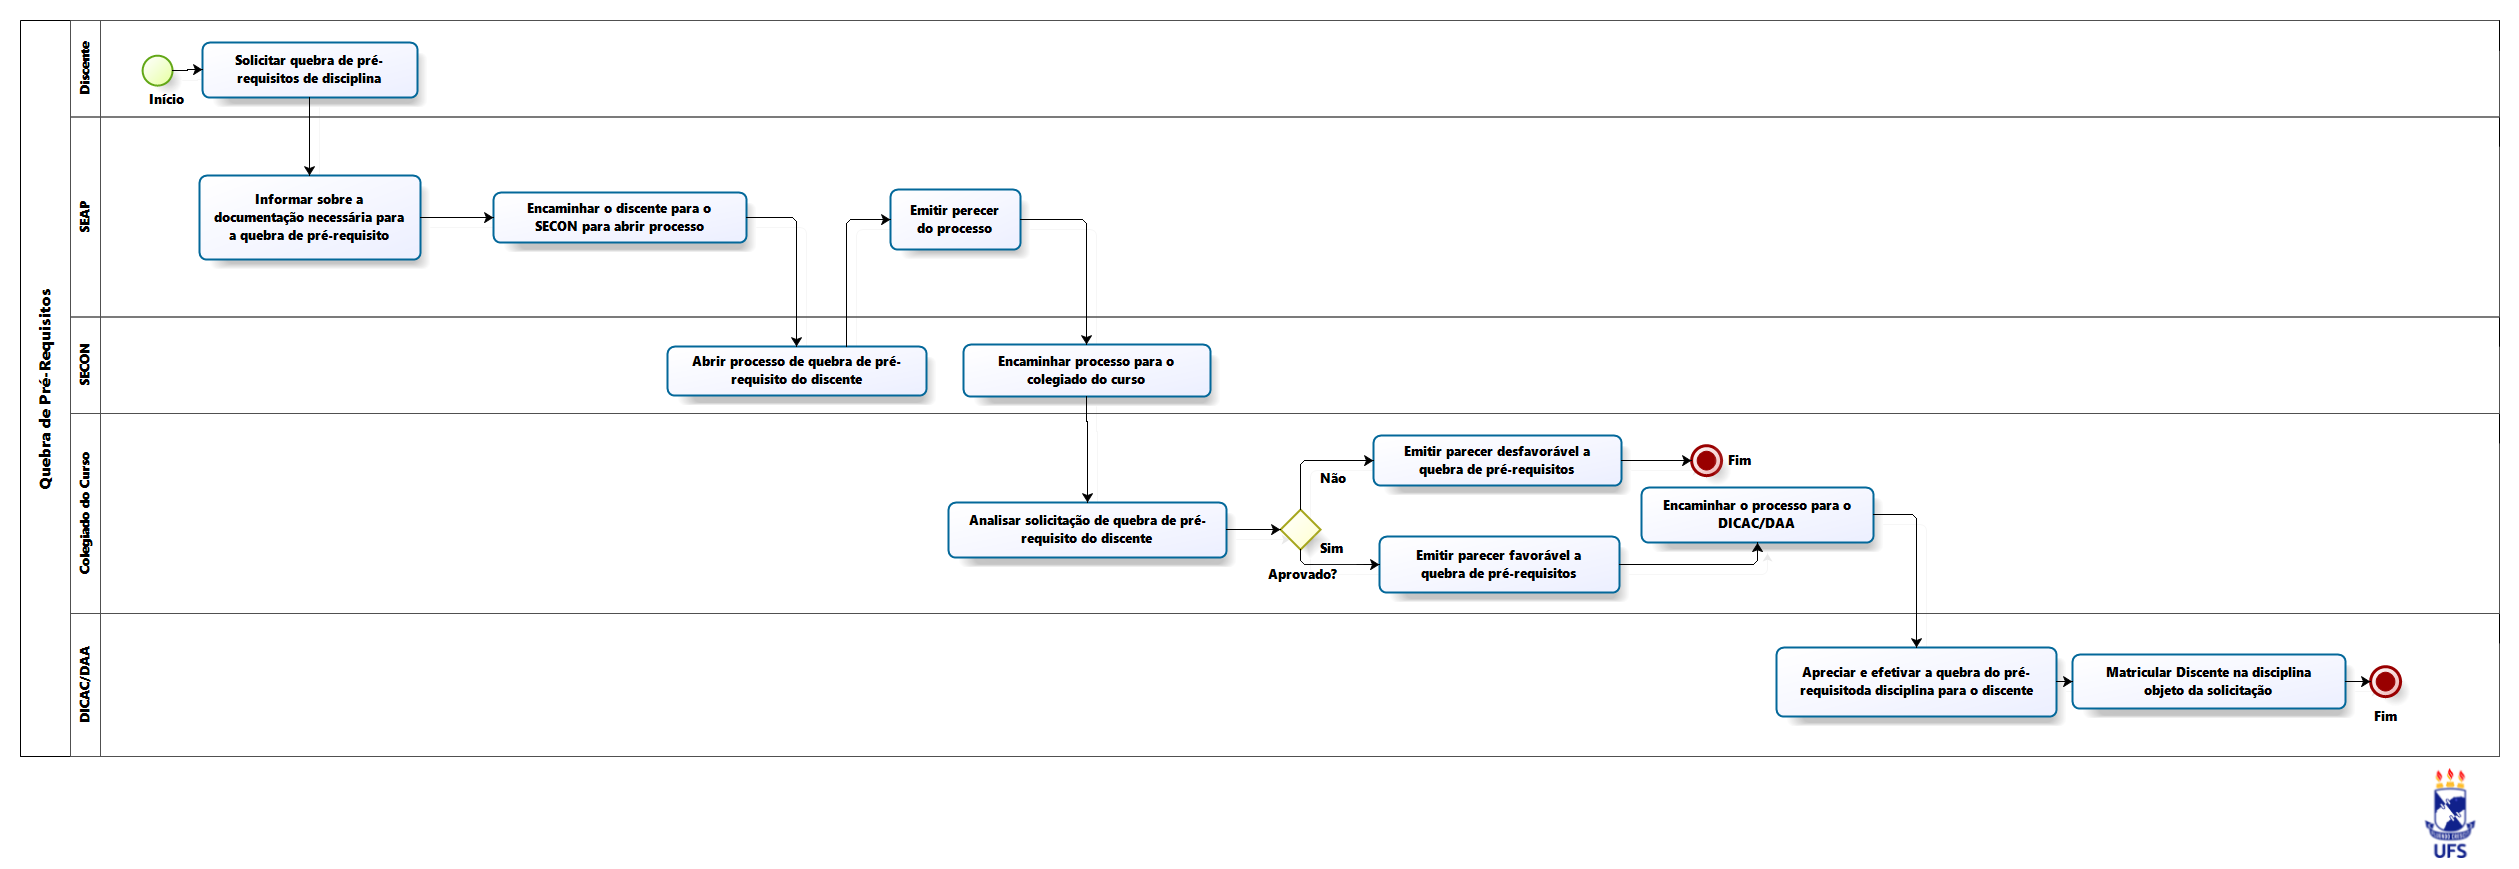 Quebra de Pré-Requisitos
Discente
Início
Solicitar quebra de pré-
requisitos de disciplina
SEAP
Informar sobre a
documentação necessária para
a quebra de pré-requisito
Encaminhar o discente para o
SECON para abrir processo
Emitir perecer
do processo
SECON
Abrir processo de quebra de pré-
requisito do discente
Encaminhar processo para o
colegiado do curso
Colegiado do Curso
Analisar solicitação de quebra de pré-
requisito do discente
Aprovado?
Não
Emitir parecer desfavorável a
quebra de pré-requisitos
Fim
Sim
Emitir parecer favorável a
quebra de pré-requisitos
Encaminhar o processo para o
DICAC/DAA
DICAC/DAA
Apreciar e efetivar a quebra do pré-
requisitoda disciplina para o discente
Matricular Discente na disciplina
objeto da solicitação
Fim
UFS